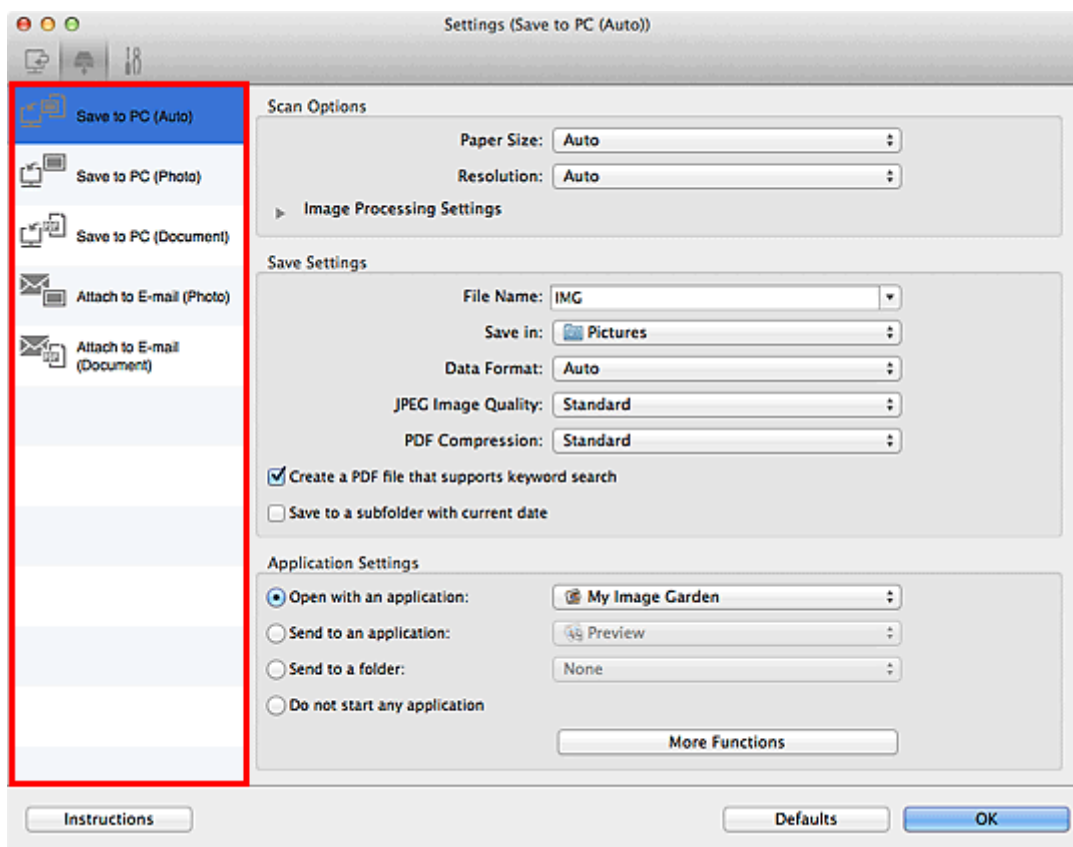 Settings (Save to PC (Auto))
Save to PC (Auto)
Save to PC (Photo)
Save to PC (Document)
Attach to E-mail (Photo)
Attach to E-mail
(Document)
Scan Options
Paper Size: Auto
Resolution: Auto
Image Processing Settings
Save Settings
File Name: IMG
Save in: Pictures
Data Format: Auto
JPEG Image Quality: Standard
PDF Compression: Standard
Create a PDF file that supports keyword search
Save to a subfolder with current date
Application Settings
Open with an application: My Image Garden
Send to an application: Preview
Send to a folder: None
Do not start any application
More Functions
Instructions
Defaults
OK